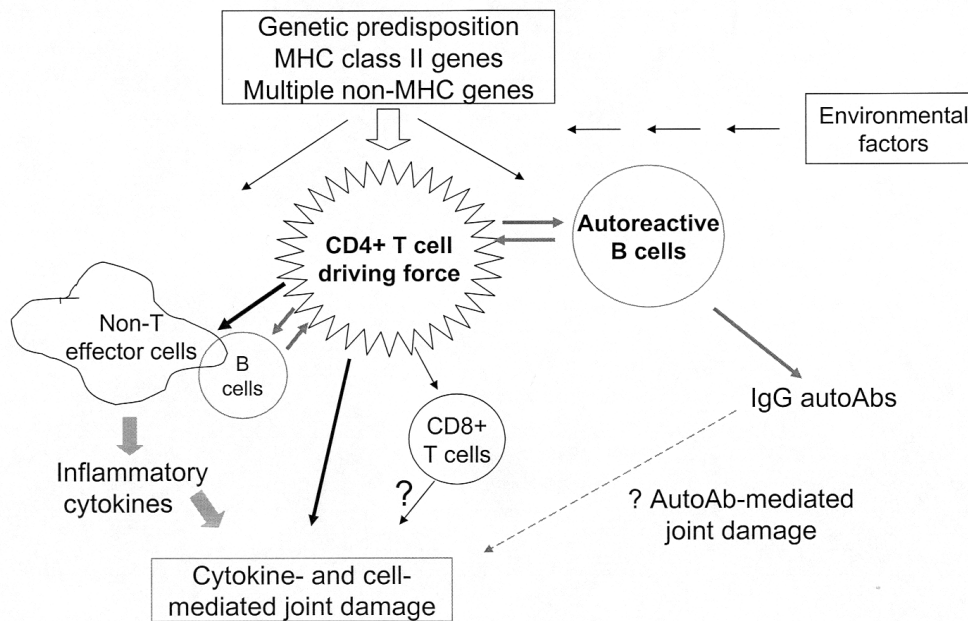 Genetic predisposition
MHC class II genes
Multiple non-MHC genes
Environmental
factors
CD4+ T cell
driving force
Autoreactive
B cells
Non-T
effector cells
B
cells
CD8+
T cells
IgG autoAbs
Inflammatory
cytokines
?
? AutoAb-mediated
joint damage
Cytokine- and cell-
mediated joint damage